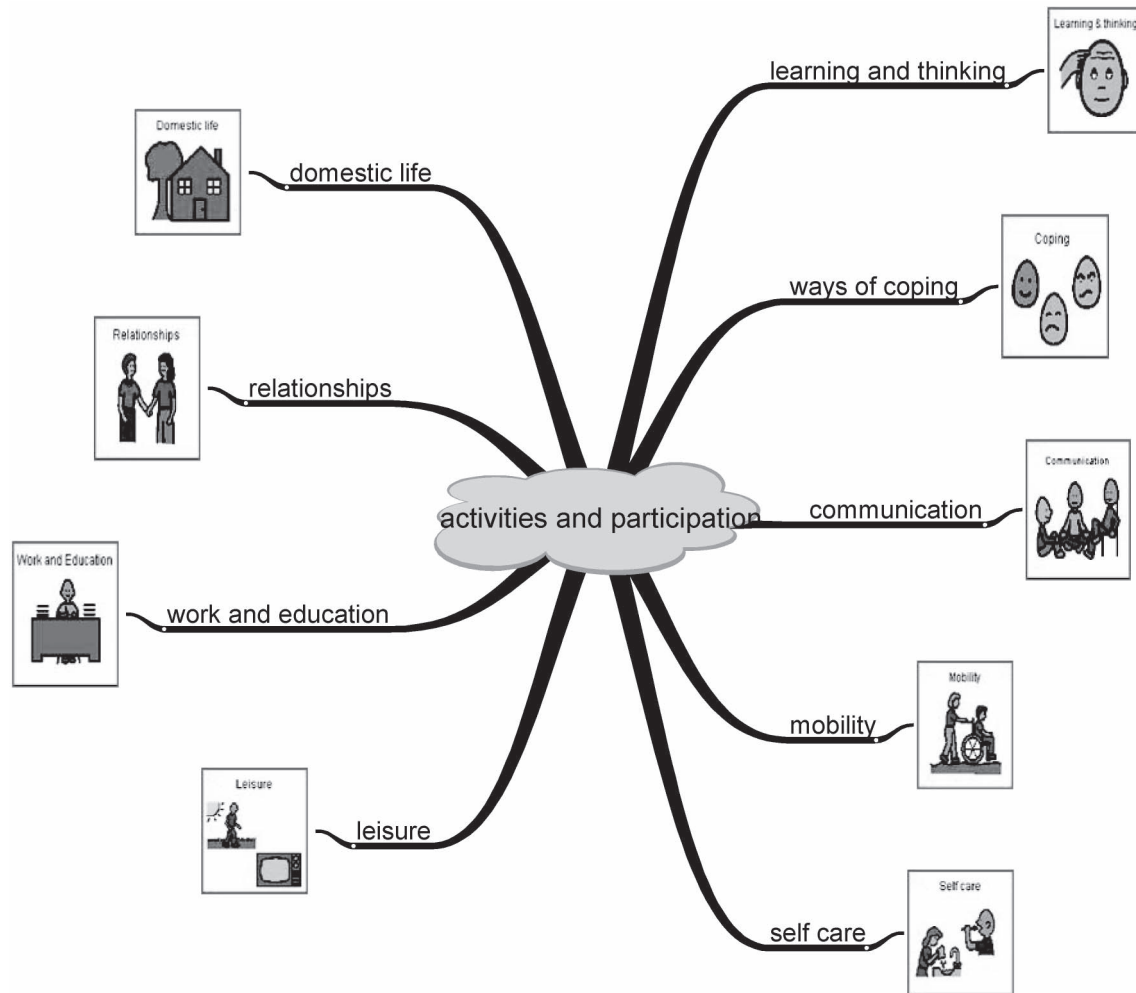 Learning & thinking
learning and thinking
Domestic life
domestic life
Coping
ways of coping
Relationships
relationships
Communication
communication
activities and participation
Work and Education
work and education
Mobility
mobility
Leisure
leisure
Self care
self care